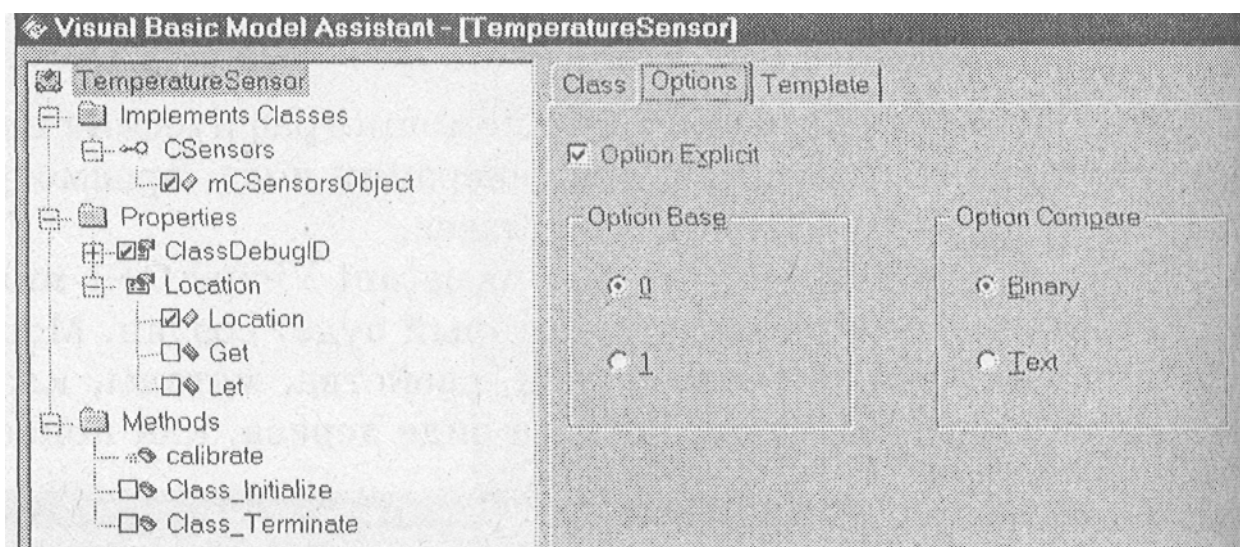 Visual Basic Model Assistant - [TemperatureSensor]
TemperatureSensor
Implements Classes
CSensors
mCSensorsObject
Properties
ClassDebugID
Location
Location
Get
Let
Methods
calibrate
Class_Initialize
Class_Terminate
Class Options Template
Option Explicit
Option Base
0
1
Option Compare
Binary
Text